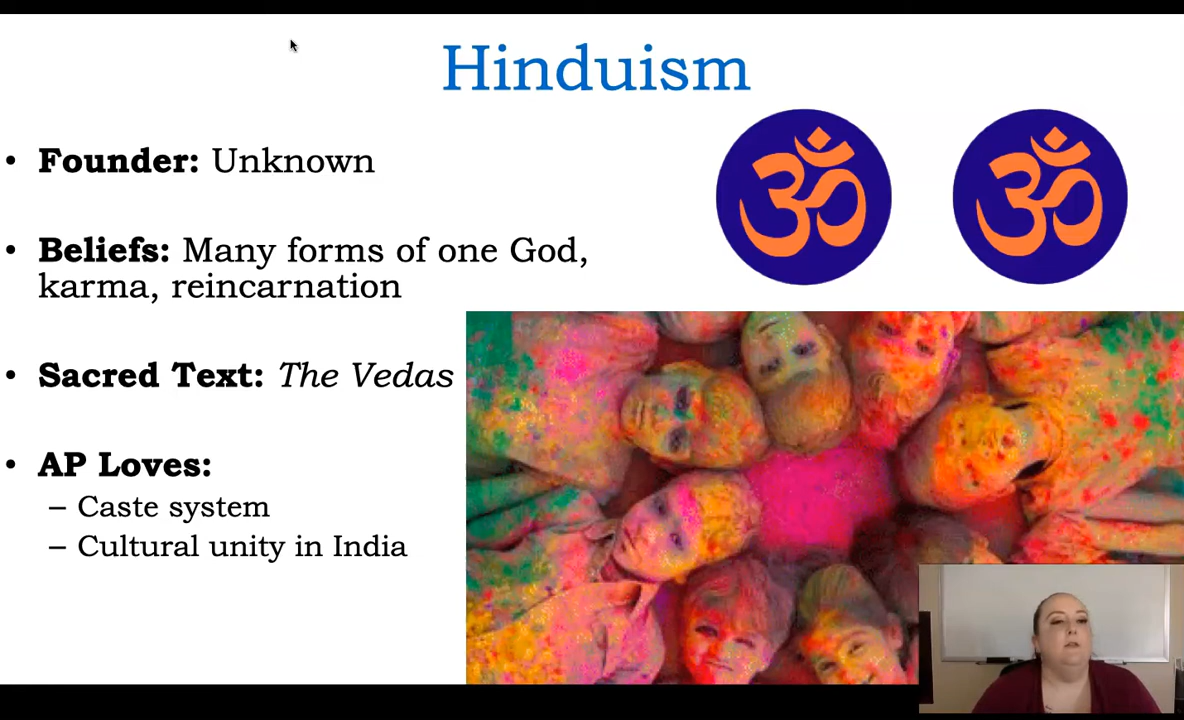 Hinduism
ॐ ॐ
• Founder: Unknown
• Beliefs: Many forms of one God,
karma, reincarnation
• Sacred Text: The Vedas
• AP Loves:
– Caste system
– Cultural unity in India